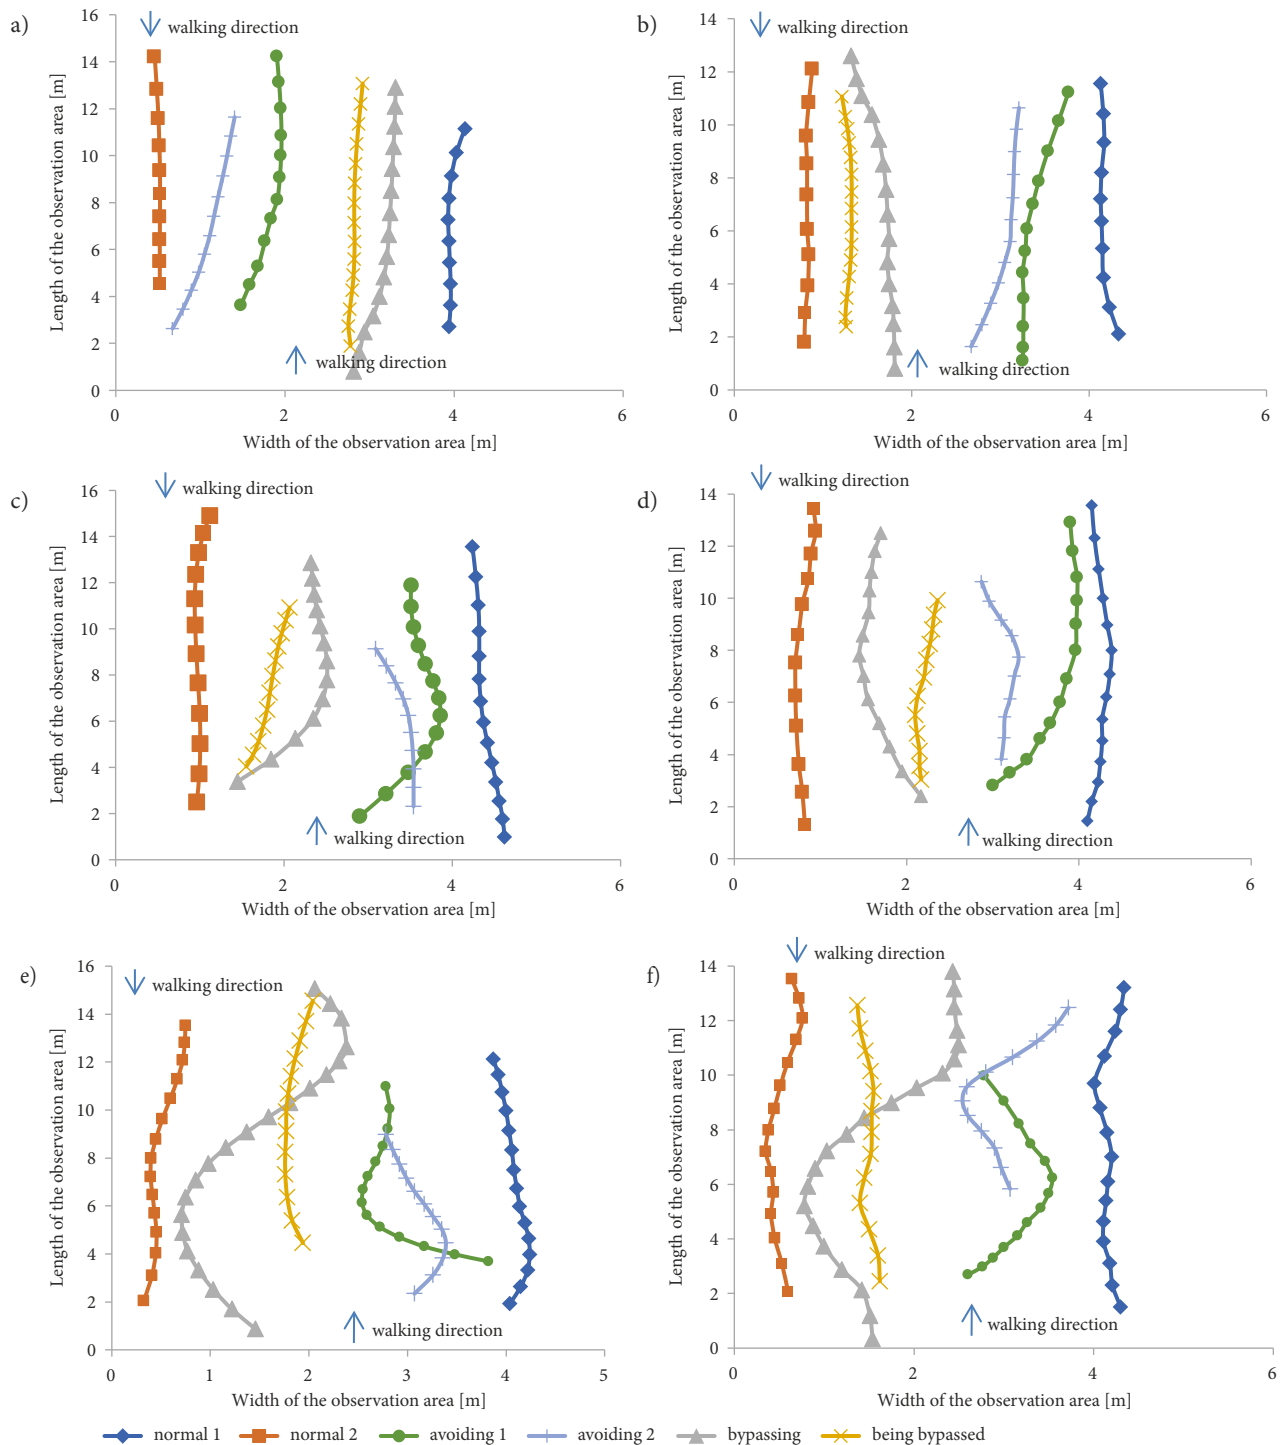 a)
walking direction
Length of the observation area [m]
16
14
12
10
8
6
4
2
0
walking direction
0 2 4 6
Width of the observation area [m]
b)
walking direction
Length of the observation area [m]
14
12
10
8
6
4
2
0
walking direction
0 2 4 6
Width of the observation area [m]
c)
walking direction
Length of the observation area [m]
16
14
12
10
8
6
4
2
0
walking direction
0 2 4 6
Width of the observation area [m]
d)
walking direction
Length of the observation area [m]
14
12
10
8
6
4
2
0
walking direction
0 2 4 6
Width of the observation area [m]
e)
walking direction
Length of the observation area [m]
16
14
12
10
8
6
4
2
0
walking direction
0 1 2 3 4 5
Width of the observation area [m]
f)
walking direction
Length of the observation area [m]
14
12
10
8
6
4
2
0
walking direction
0 2 4 6
Width of the observation area [m]
normal 1 normal 2 avoiding 1 avoiding 2 bypassing being bypassed